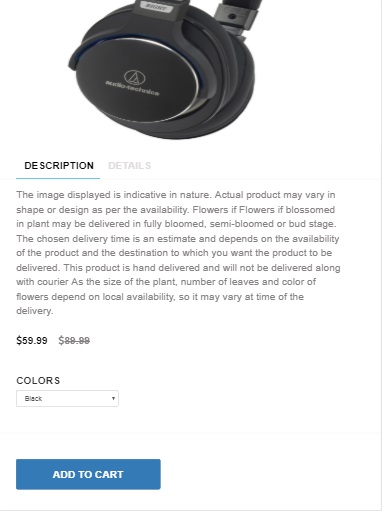 audio-technica
DESCRIPTION DETAILS
The image displayed is indicative in nature. Actual product may vary in
shape or design as per the availability. Flowers if Flowers if blossomed
in plant may be delivered in fully bloomed, semi-bloomed or bud stage.
The chosen delivery time is an estimate and depends on the availability
of the product and the destination to which you want the product to be
delivered. This product is hand delivered and will not be delivered along
with courier As the size of the plant, number of leaves and color of
flowers depend on local availability, so it may vary at time of the
delivery.
$59.99 $89.99
COLORS
Black
ADD TO CART